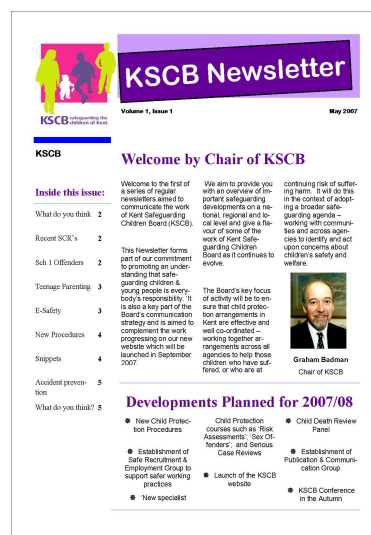 KSCB Newsletter
KSCB safeguarding the
children of Kent
Volume 1, Issue 1
May 2007
KSCB
Inside this issue:
What do you think 2
Recent SCR's 2
Sch 1 Offenders 2
Teenage Parenting 3
E-Safety 3
New Procedures 4
Snippets 4
Accident preven-
tion 5
What do you think? 5
Welcome by Chair of KSCB
Welcome to the first of
a series of regular
newsletters aimed to
communicate the work
of Kent Safeguarding
Children Board (KSCB).
This Newsletter forms
part of our commitment
to promoting an under-
standing that safe-
guarding children &
young people is every-
body's responsibility. 'It
is also a key part of the
Board's communication
strategy and is aimed to
complement the work
progressing on our new
website which will be
launched in September
2007.
We aim to provide you
with an overview of im-
portant safeguarding
developments on a na-
tional, regional and lo-
cal level and give a fla-
vour of some of the
work of Kent Safe-
guarding Children
Board as it continues to
evolve.
The Board's key focus
of activity will be to en-
sure that child protec-
tion arrangements in
Kent are effective and
well co-ordinated –
working together ar-
rangements across all
agencies to help those
children who have suf-
fered, or who are at
continuing risk of suffer-
ing harm. It will do this
in the context of adopt-
ing a broader safe-
guarding agenda –
working with communi-
ties and across agen-
cies to identify and act
upon concerns about
children's safety and
welfare.
Graham Badman
Chair of KSCB
Developments Planned for 2007/08
New Child Protec-
tion Procedures
Establishment of
Safe Recruitment &
Employment Group to
support safer working
practices
'New specialist
Child Protection
courses such as 'Risk
Assessments'; 'Sex Of-
fenders'; and Serious
Case Reviews
Launch of the KSCB
website
Child Death Review
Panel
Establishment of
Publication & Communi-
cation Group
KSCB Conference
in the Autumn